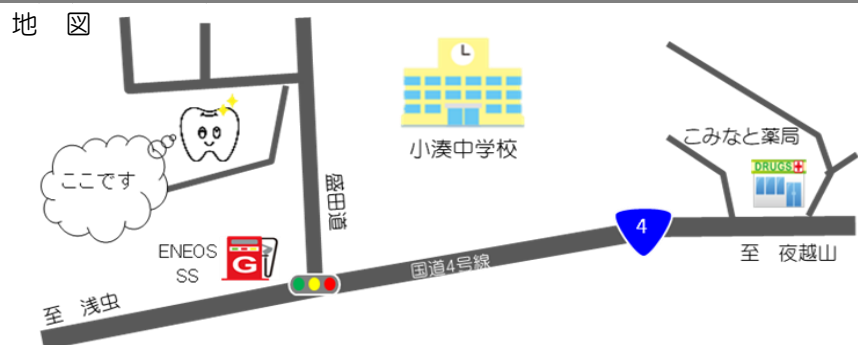 地　図
小湊中学校
こみなと薬局
DRUGS
ここです
盛田道
4
ENEOS
SS
G
国道4号線
至　夜越山
至　浅虫